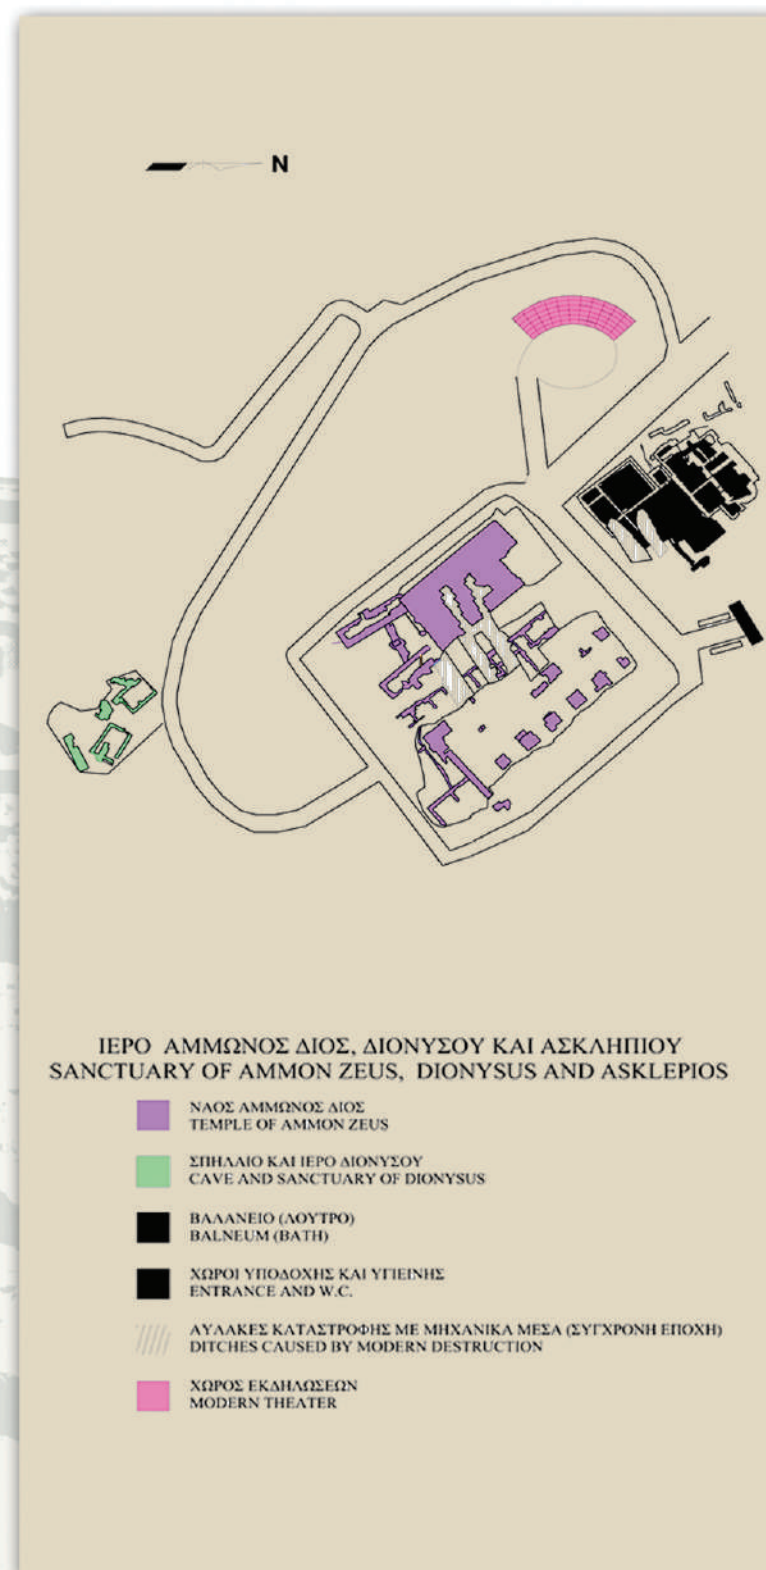 N
ΙΕΡΟ ΑΜΜΩΝΟΣ ΔΙΟΣ, ΔΙΟΝΥΣΟΥ ΚΑΙ ΑΣΚΛΗΠΙΟΥ
SANCTUARY OF AMMON ZEUS, DIONYSUS AND ASKLEPIOS
ΝΑΟΣ ΑΜΜΩΝΟΣ ΔΙΟΣ
TEMPLE OF AMMON ZEUS
ΣΠΗΛΑΙΟ ΚΑΙ ΙΕΡΟ ΔΙΟΝΥΣΟΥ
CAVE AND SANCTUARY OF DIONYSUS
ΒΑΛΑΝΕΙΟ (ΛΟΥΤΡΟ)
BALNEUM (BATH)
ΧΩΡΟΙ ΥΠΟΔΟΧΗΣ ΚΑΙ ΥΓΙΕΙΝΗΣ
ENTRANCE AND W.C.
ΑΥΛΑΚΕΣ ΚΑΤΑΣΤΡΟΦΗΣ ΜΕ ΜΗΧΑΝΙΚΑ ΜΕΣΑ (ΣΥΓΧΡΟΝΗ ΕΠΟΧΗ)
DITCHES CAUSED BY MODERN DESTRUCTION
ΧΩΡΟΣ ΕΚΔΗΛΩΣΕΩΝ
MODERN THEATER